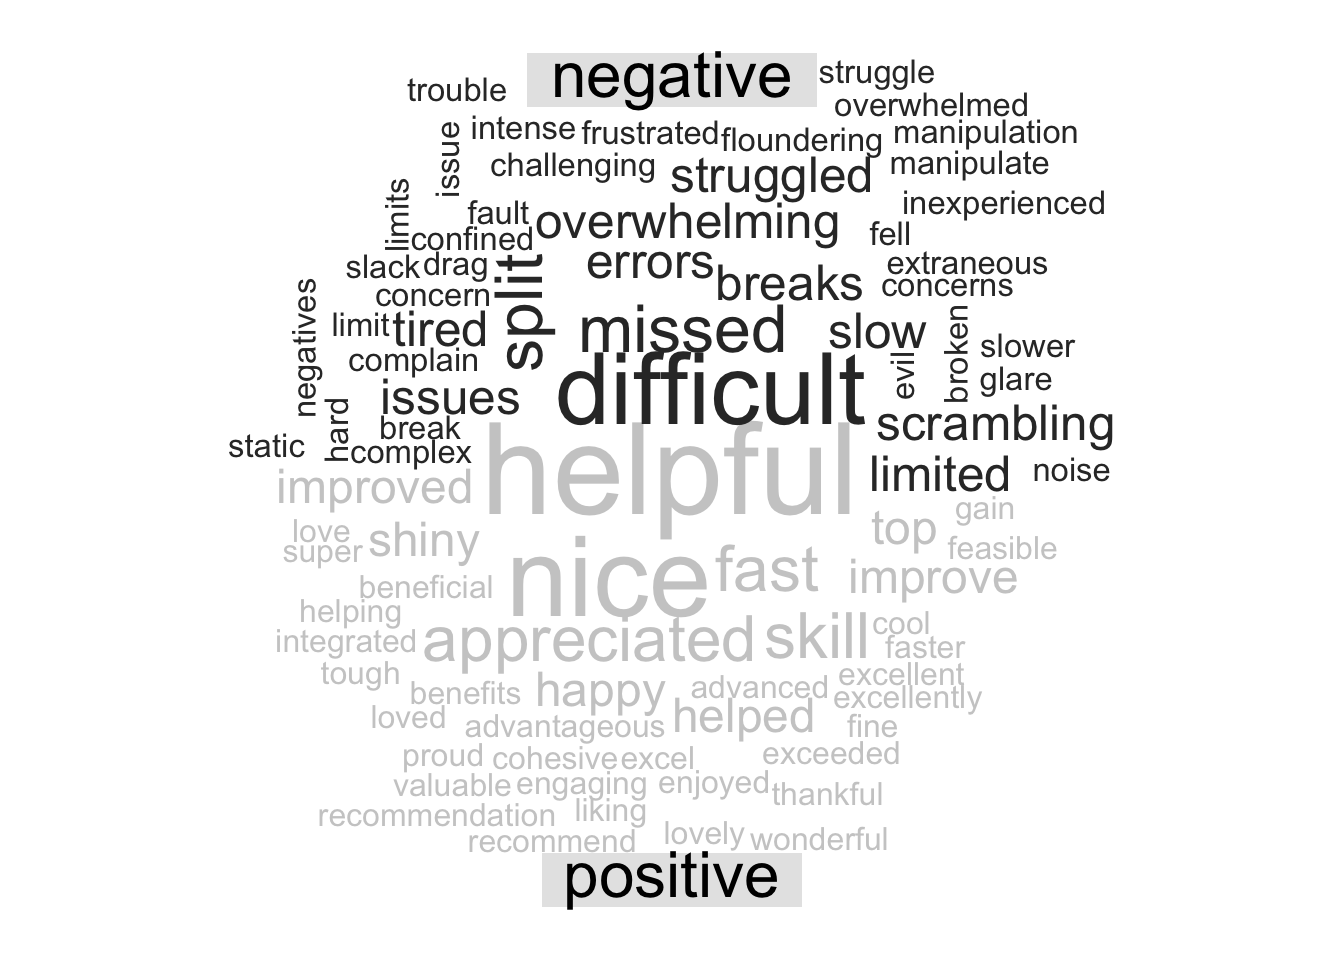 negative
struggle
trouble
overwhelmed
issue
intense
frustrated
floundering
manipulation
challenging
struggled
manipulate
limits
fault
overwhelming
inexperienced
confined
fell
slack
drag
split
errors
breaks
extraneous
concerns
concern
negatives
limit
tired
missed
slow
evil
broken
slower
complain
difficult
glare
issues
hard
break
scrambling
static
complex
helpful
limited
noise
improved
gain
love
super
shiny
top
feasible
nice
fast
improve
beneficial
helping
integrated
appreciated
skill
cool
faster
tough
benefits
happy
advanced
excellent
excellently
loved
advantageous
helped
fine
proud
cohesive
excel
exceeded
valuable
engaging
enjoyed
thankful
recommendation
liking
recommend
lovely
wonderful
positive